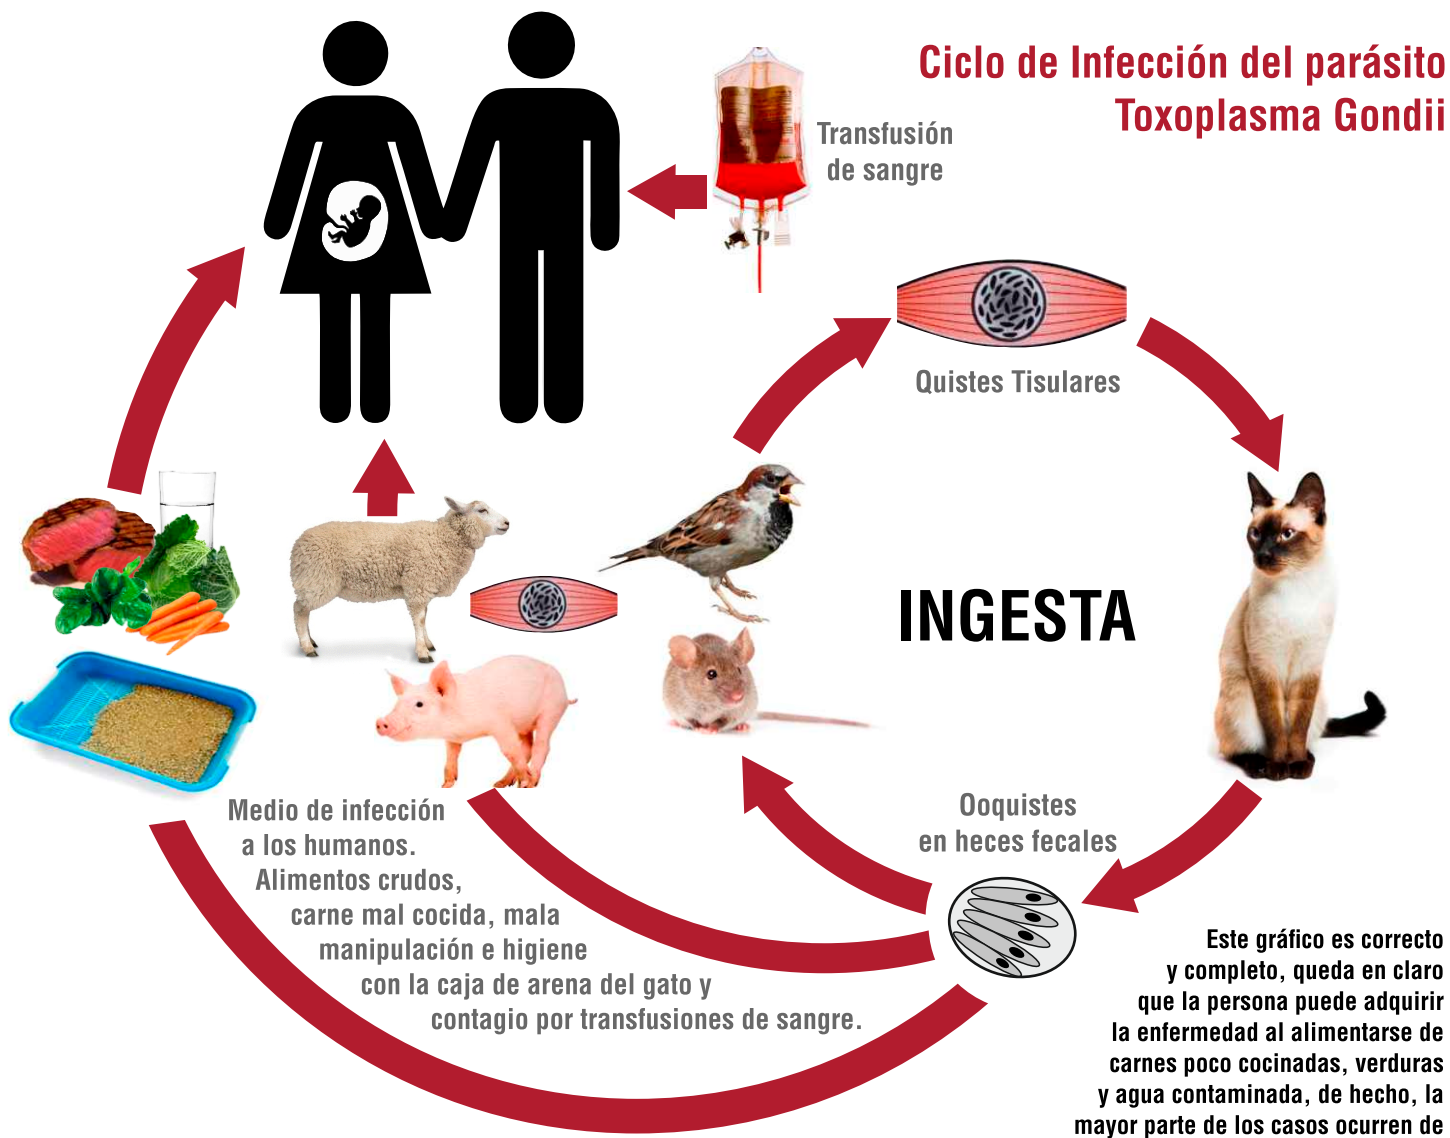 Ciclo de Infección del parásito
Toxoplasma Gondii
Transfusión
de sangre
Quistes Tisulares
INGESTA
Ooquistes
en heces fecales
Medio de infección
a los humanos.
Alimentos crudos,
carne mal cocida, mala
manipulación e higiene
con la caja de arena del gato y
contagio por transfusiones de sangre.
Este gráfico es correcto
y completo, queda en claro
que la persona puede adquirir
la enfermedad al alimentarse de
carnes poco cocinadas, verduras
y agua contaminada, de hecho, la
mayor parte de los casos ocurren de